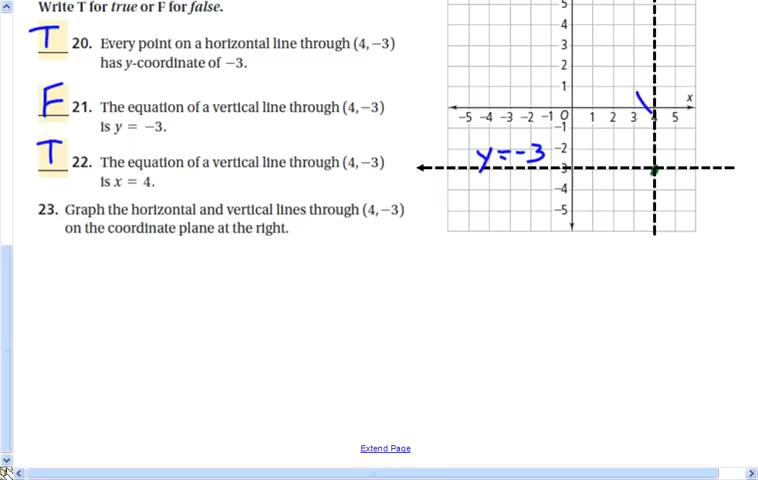 Write T for true or F for false.
T 20. Every point on a horizontal line through (4, −3)
has y-coordinate of −3.
F 21. The equation of a vertical line through (4, −3)
is y = −3.
T 22. The equation of a vertical line through (4, −3)
is x = 4.
23. Graph the horizontal and vertical lines through (4, −3)
on the coordinate plane at the right.
5
4
3
2
1
x
−5 −4 −3 −2 −1 O 1 2 3 4 5
−1
−2
y = −3
−3
−4
−5
Extend Page